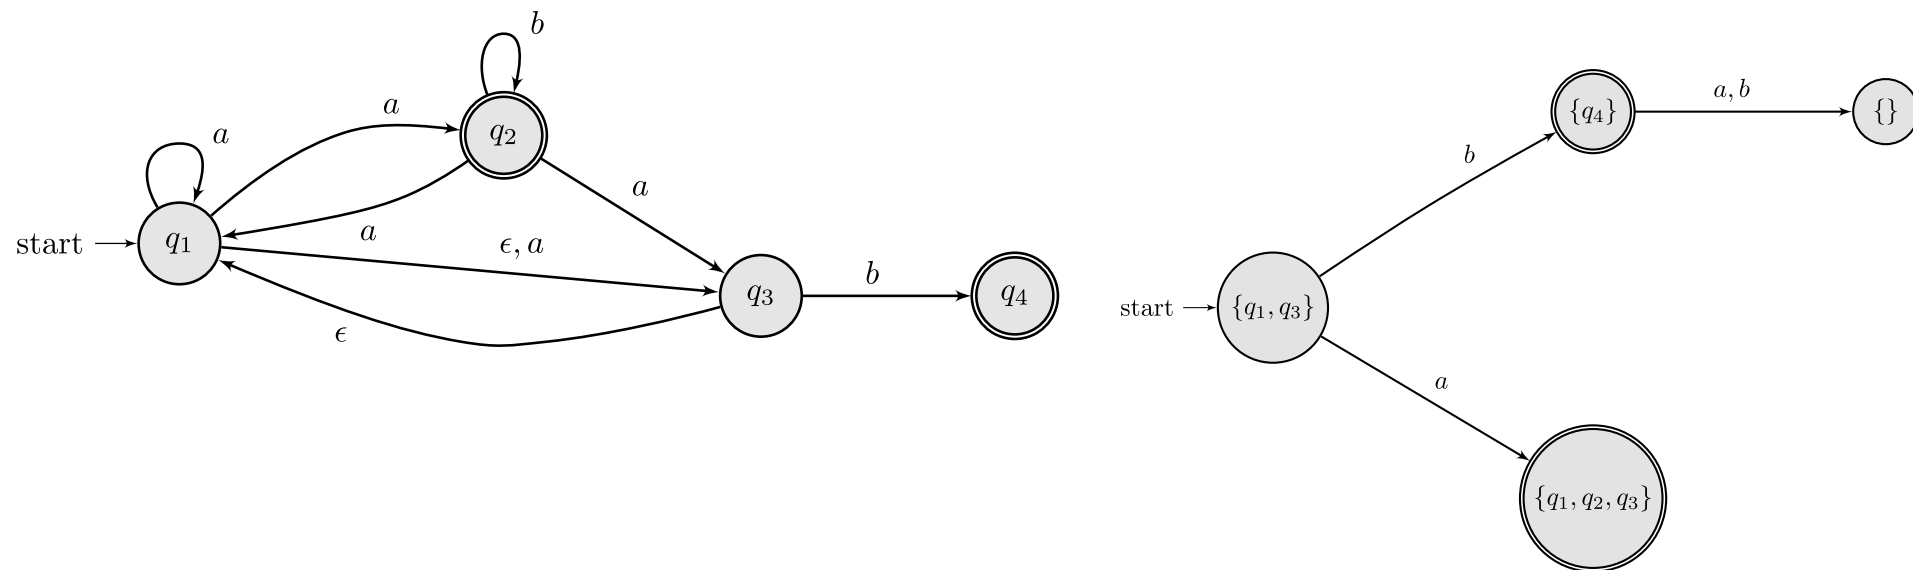 b
a
q₂
a
a
start
q₁
a
a
ϵ, a
q₃
b
q₄
ϵ
start
{q₁, q₃}
b
{q₄}
a, b
{}
a
{q₁, q₂, q₃}